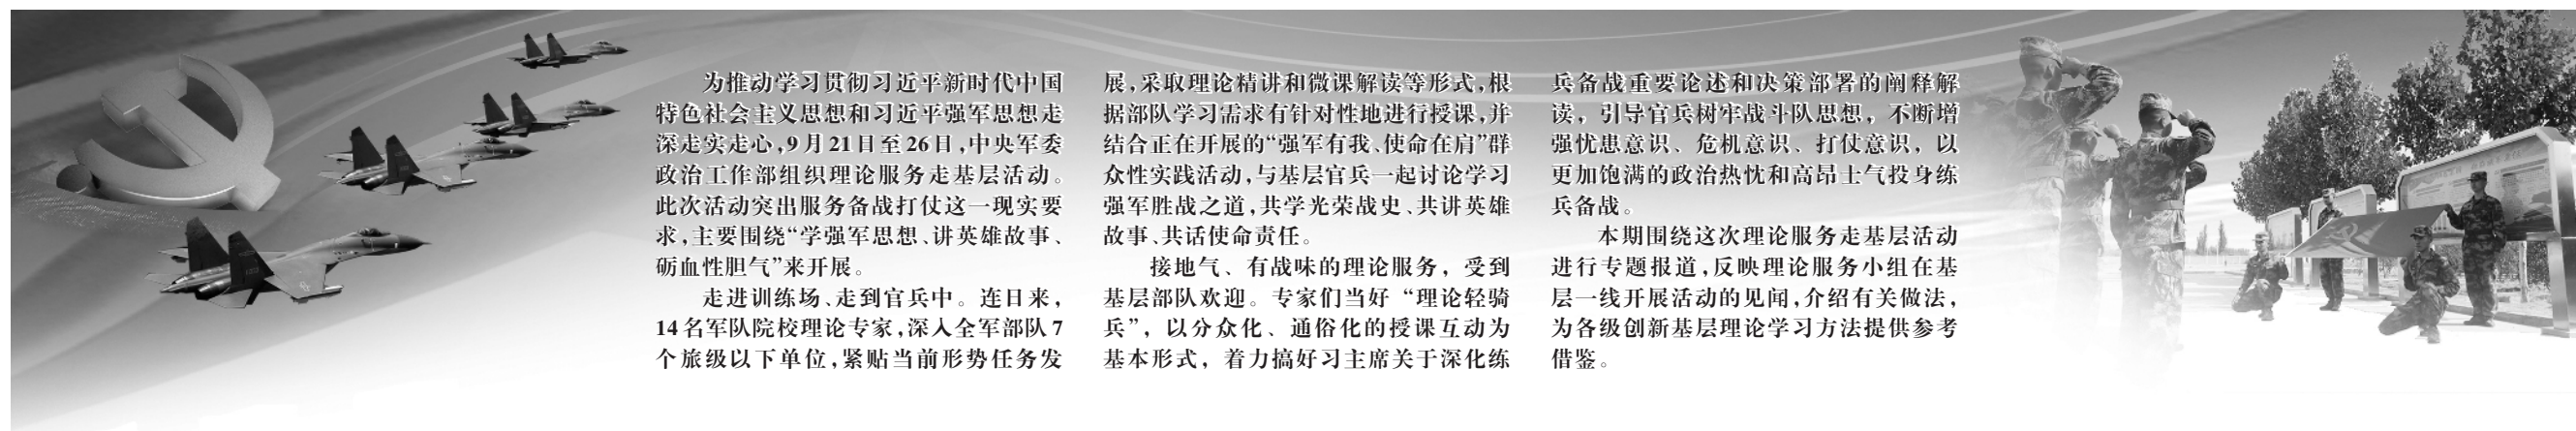 为推动学习贯彻习近平新时代中国
特色社会主义思想和习近平强军思想走
深走实走心,9月21日至26日,中央军委
政治工作部组织理论服务走基层活动。
此次活动突出服务备战打仗这一现实要
求,主要围绕“学强军思想、讲英雄故事、
砺血性胆气”来开展。
走进训练场、走到官兵中。连日来，
14名军队院校理论专家,深入全军部队7
个旅级以下单位,紧贴当前形势任务发
展,采取理论精讲和微课解读等形式,根
据部队学习需求有针对性地进行授课,并
结合正在开展的“强军有我、使命在肩”群
众性实践活动,与基层官兵一起讨论学习
强军胜战之道,共学光荣战史、共讲英雄
故事、共话使命责任。
接地气、有战味的理论服务，受到
基层部队欢迎。专家们当好“理论轻骑
兵”，以分众化、通俗化的授课互动为
基本形式，着力搞好习主席关于深化练
兵备战重要论述和决策部署的阐释解
读，引导官兵树牢战斗队思想，不断增
强忧患意识、危机意识、打仗意识，以
更加饱满的政治热忱和高昂士气投身练
兵备战。
本期围绕这次理论服务走基层活动
进行专题报道,反映理论服务小组在基
层一线开展活动的见闻,介绍有关做法,
为各级创新基层理论学习方法提供参考
借鉴。